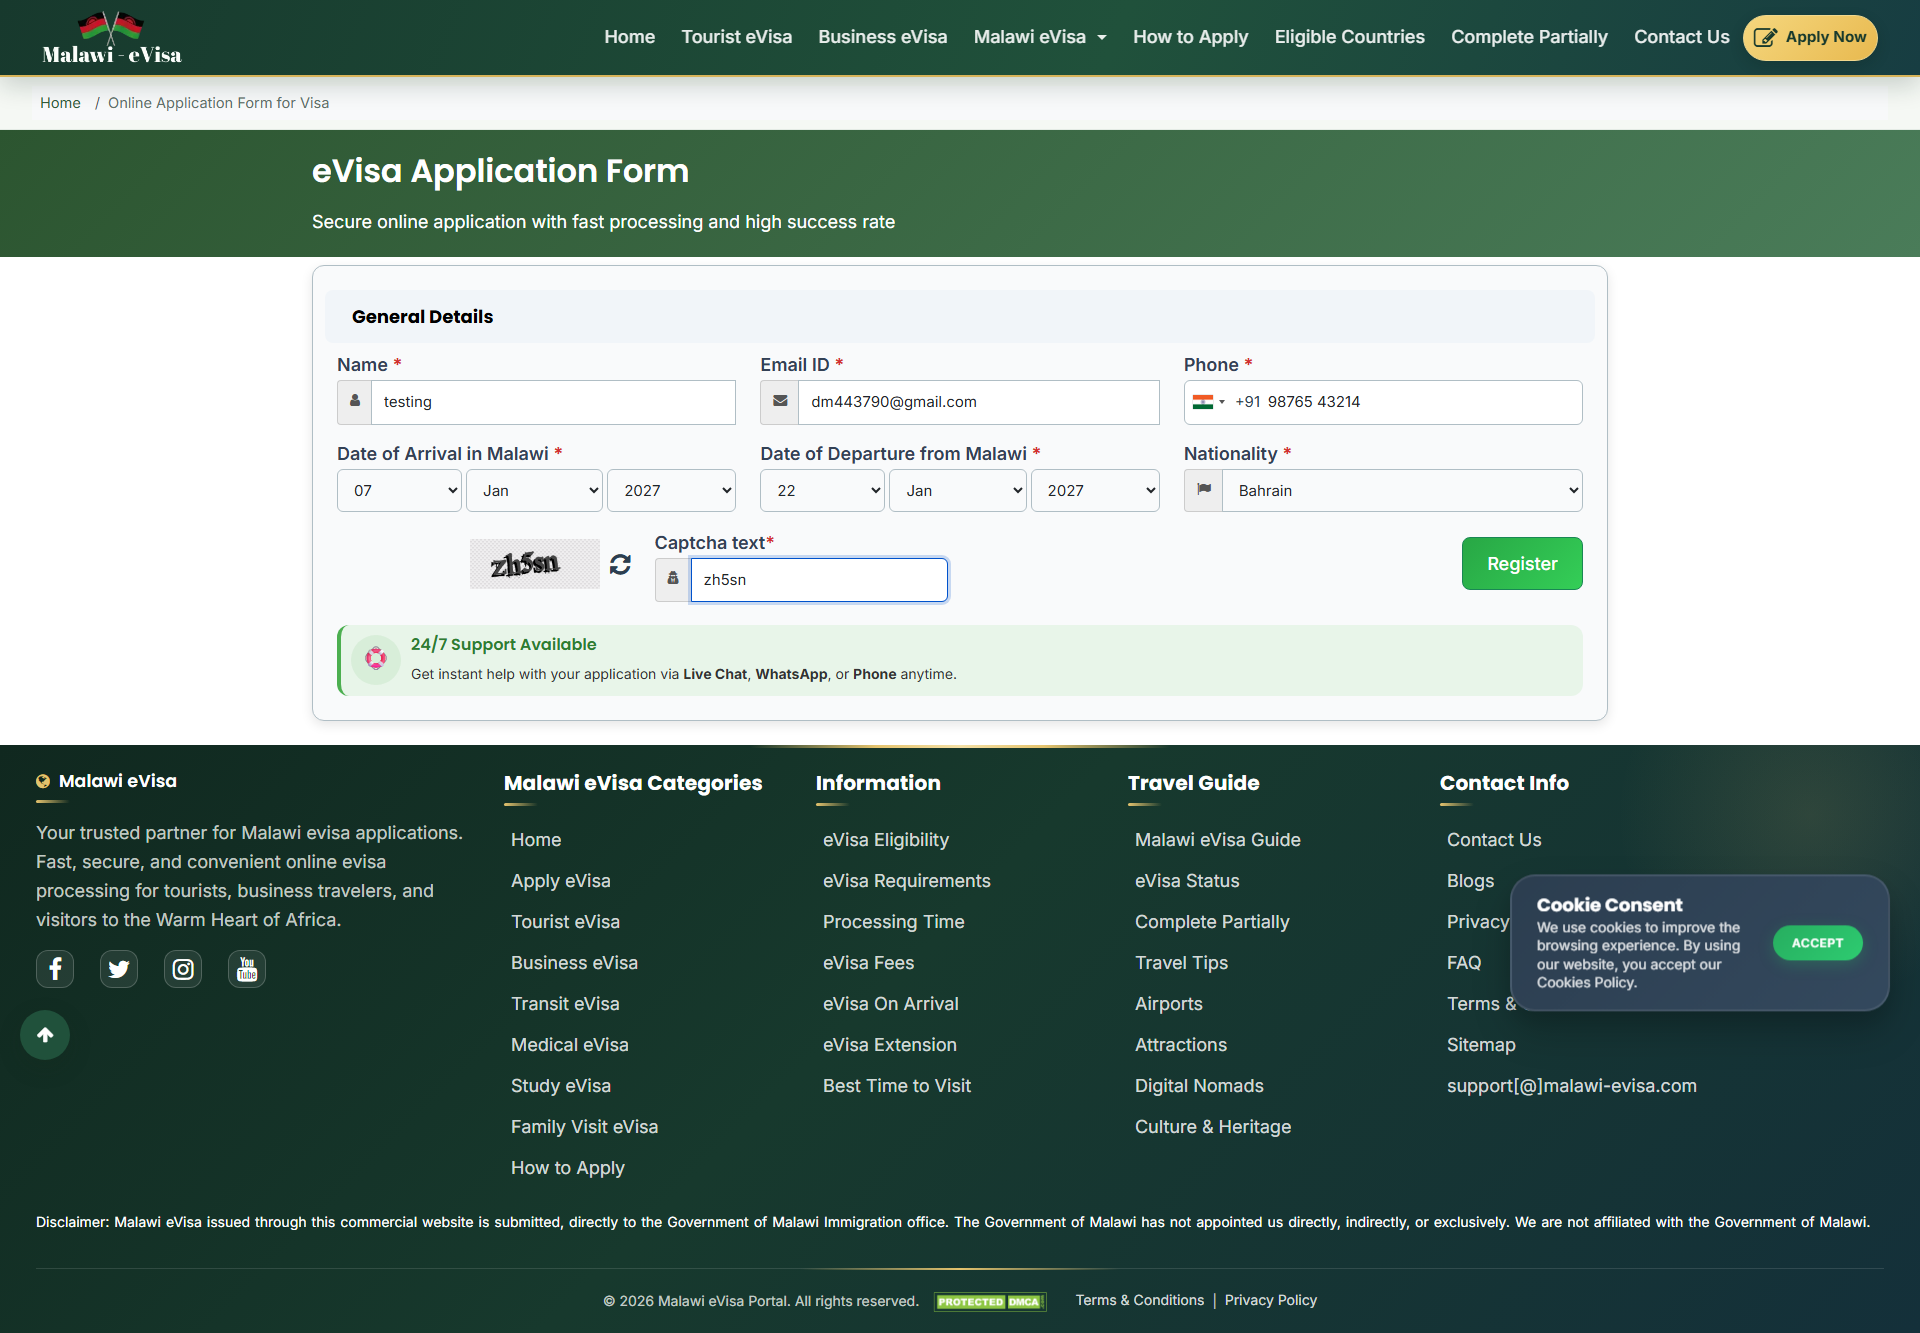 Malawi - eVisa
Home
Tourist eVisa
Business eVisa
Malawi eVisa
How to Apply
Eligible Countries
Complete Partially
Contact Us
Apply Now
Home / Online Application Form for Visa
eVisa Application Form
Secure online application with fast processing and high success rate
General Details
Name *
Email ID *
Phone *
testing
dm443790@gmail.com
+91 98765 43214
Date of Arrival in Malawi *
Date of Departure from Malawi *
Nationality *
07
Jan
2027
22
Jan
2027
Bahrain
zh5sn
Captcha text*
zh5sn
Register
24/7 Support Available
Get instant help with your application via Live Chat, WhatsApp, or Phone anytime.
Malawi eVisa
Your trusted partner for Malawi evisa applications.
Fast, secure, and convenient online evisa
processing for tourists, business travelers, and
visitors to the Warm Heart of Africa.
You
Tube
Malawi eVisa Categories
Home
Apply eVisa
Tourist eVisa
Business eVisa
Transit eVisa
Medical eVisa
Study eVisa
Family Visit eVisa
How to Apply
Information
eVisa Eligibility
eVisa Requirements
Processing Time
eVisa Fees
eVisa On Arrival
eVisa Extension
Best Time to Visit
Travel Guide
Malawi eVisa Guide
eVisa Status
Complete Partially
Travel Tips
Airports
Attractions
Digital Nomads
Culture & Heritage
Contact Info
Contact Us
Blogs
Privacy
FAQ
Terms &
Sitemap
support[@]malawi-evisa.com
Cookie Consent
We use cookies to improve the
browsing experience. By using
our website, you accept our
Cookies Policy.
ACCEPT
Disclaimer: Malawi eVisa issued through this commercial website is submitted, directly to the Government of Malawi Immigration office. The Government of Malawi has not appointed us directly, indirectly, or exclusively. We are not affiliated with the Government of Malawi.
© 2026 Malawi eVisa Portal. All rights reserved.
PROTECTED DMCA
Terms & Conditions | Privacy Policy